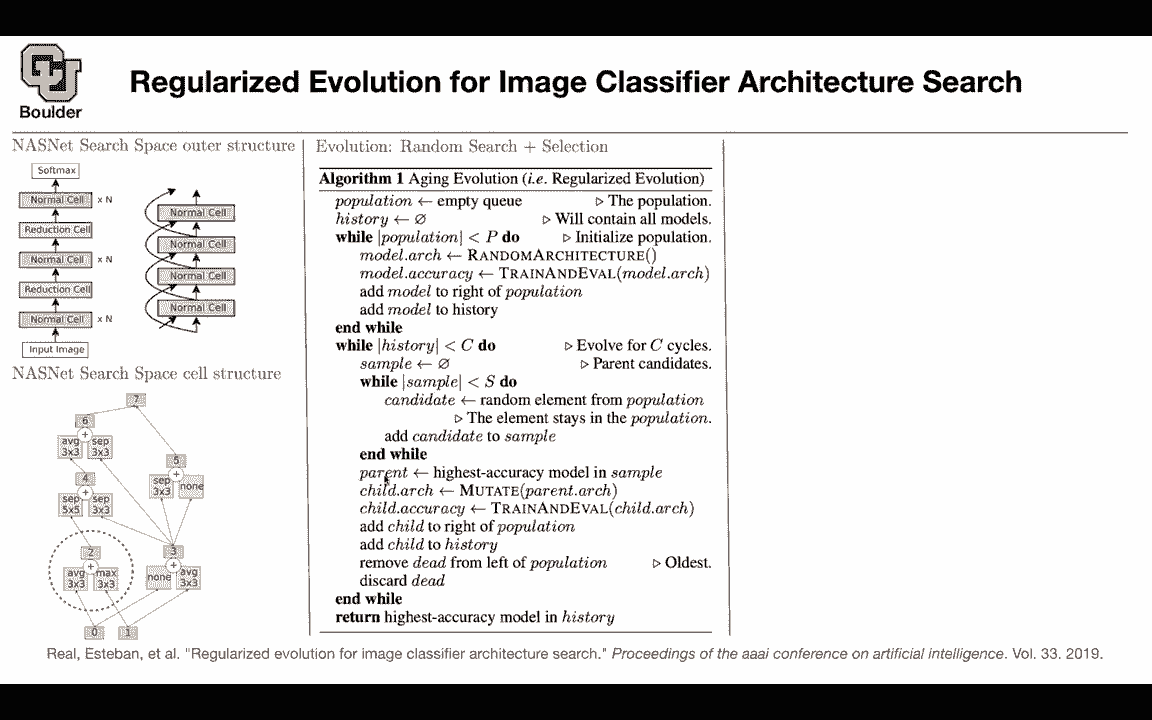 Boulder
Regularized Evolution for Image Classifier Architecture Search
NASNet Search Space outer structure
Softmax
Normal Cell x N
Reduction Cell
Normal Cell x N
Reduction Cell
Normal Cell x N
Input Image
Normal Cell
Normal Cell
Normal Cell
Normal Cell
NASNet Search Space cell structure
7
6
+
avg 3x3 sep 3x3
5
+
sep 3x3 none
4
+
sep 5x5 sep 3x3
2
+
avg 3x3 max 3x3
3
+
none avg 3x3
0 1
Evolution: Random Search + Selection
Algorithm 1 Aging Evolution (i.e. Regularized Evolution)
population ← empty queue ▷ The population.
history ← ∅ ▷ Will contain all models.
while |population| < P do ▷ Initialize population.
model.arch ← RANDOMARCHITECTURE()
model.accuracy ← TRAINANDEVAL(model.arch)
add model to right of population
add model to history
end while
while |history| < C do ▷ Evolve for C cycles.
sample ← ∅ ▷ Parent candidates.
while |sample| < S do
candidate ← random element from population
▷ The element stays in the population.
add candidate to sample
end while
parent ← highest-accuracy model in sample
child.arch ← MUTATE(parent.arch)
child.accuracy ← TRAINANDEVAL(child.arch)
add child to right of population
add child to history
remove dead from left of population ▷ Oldest.
discard dead
end while
return highest-accuracy model in history
Real, Esteban, et al. "Regularized evolution for image classifier architecture search." Proceedings of the aaai conference on artificial intelligence. Vol. 33. 2019.